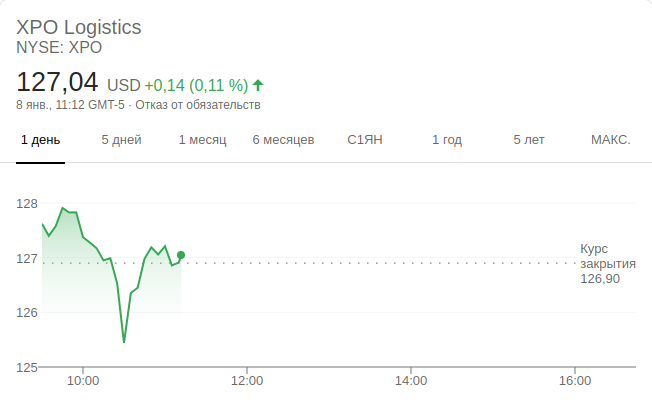 XPO Logistics
NYSE: XPO
127,04 USD +0,14 (0,11 %)
8 янв., 11:12 GMT-5 · Отказ от обязательств
1 день 5 дней 1 месяц 6 месяцев С1ЯН 1 год 5 лет МАКС.
128
127
126
125
Курс
закрытия
126,90
10:00 12:00 14:00 16:00